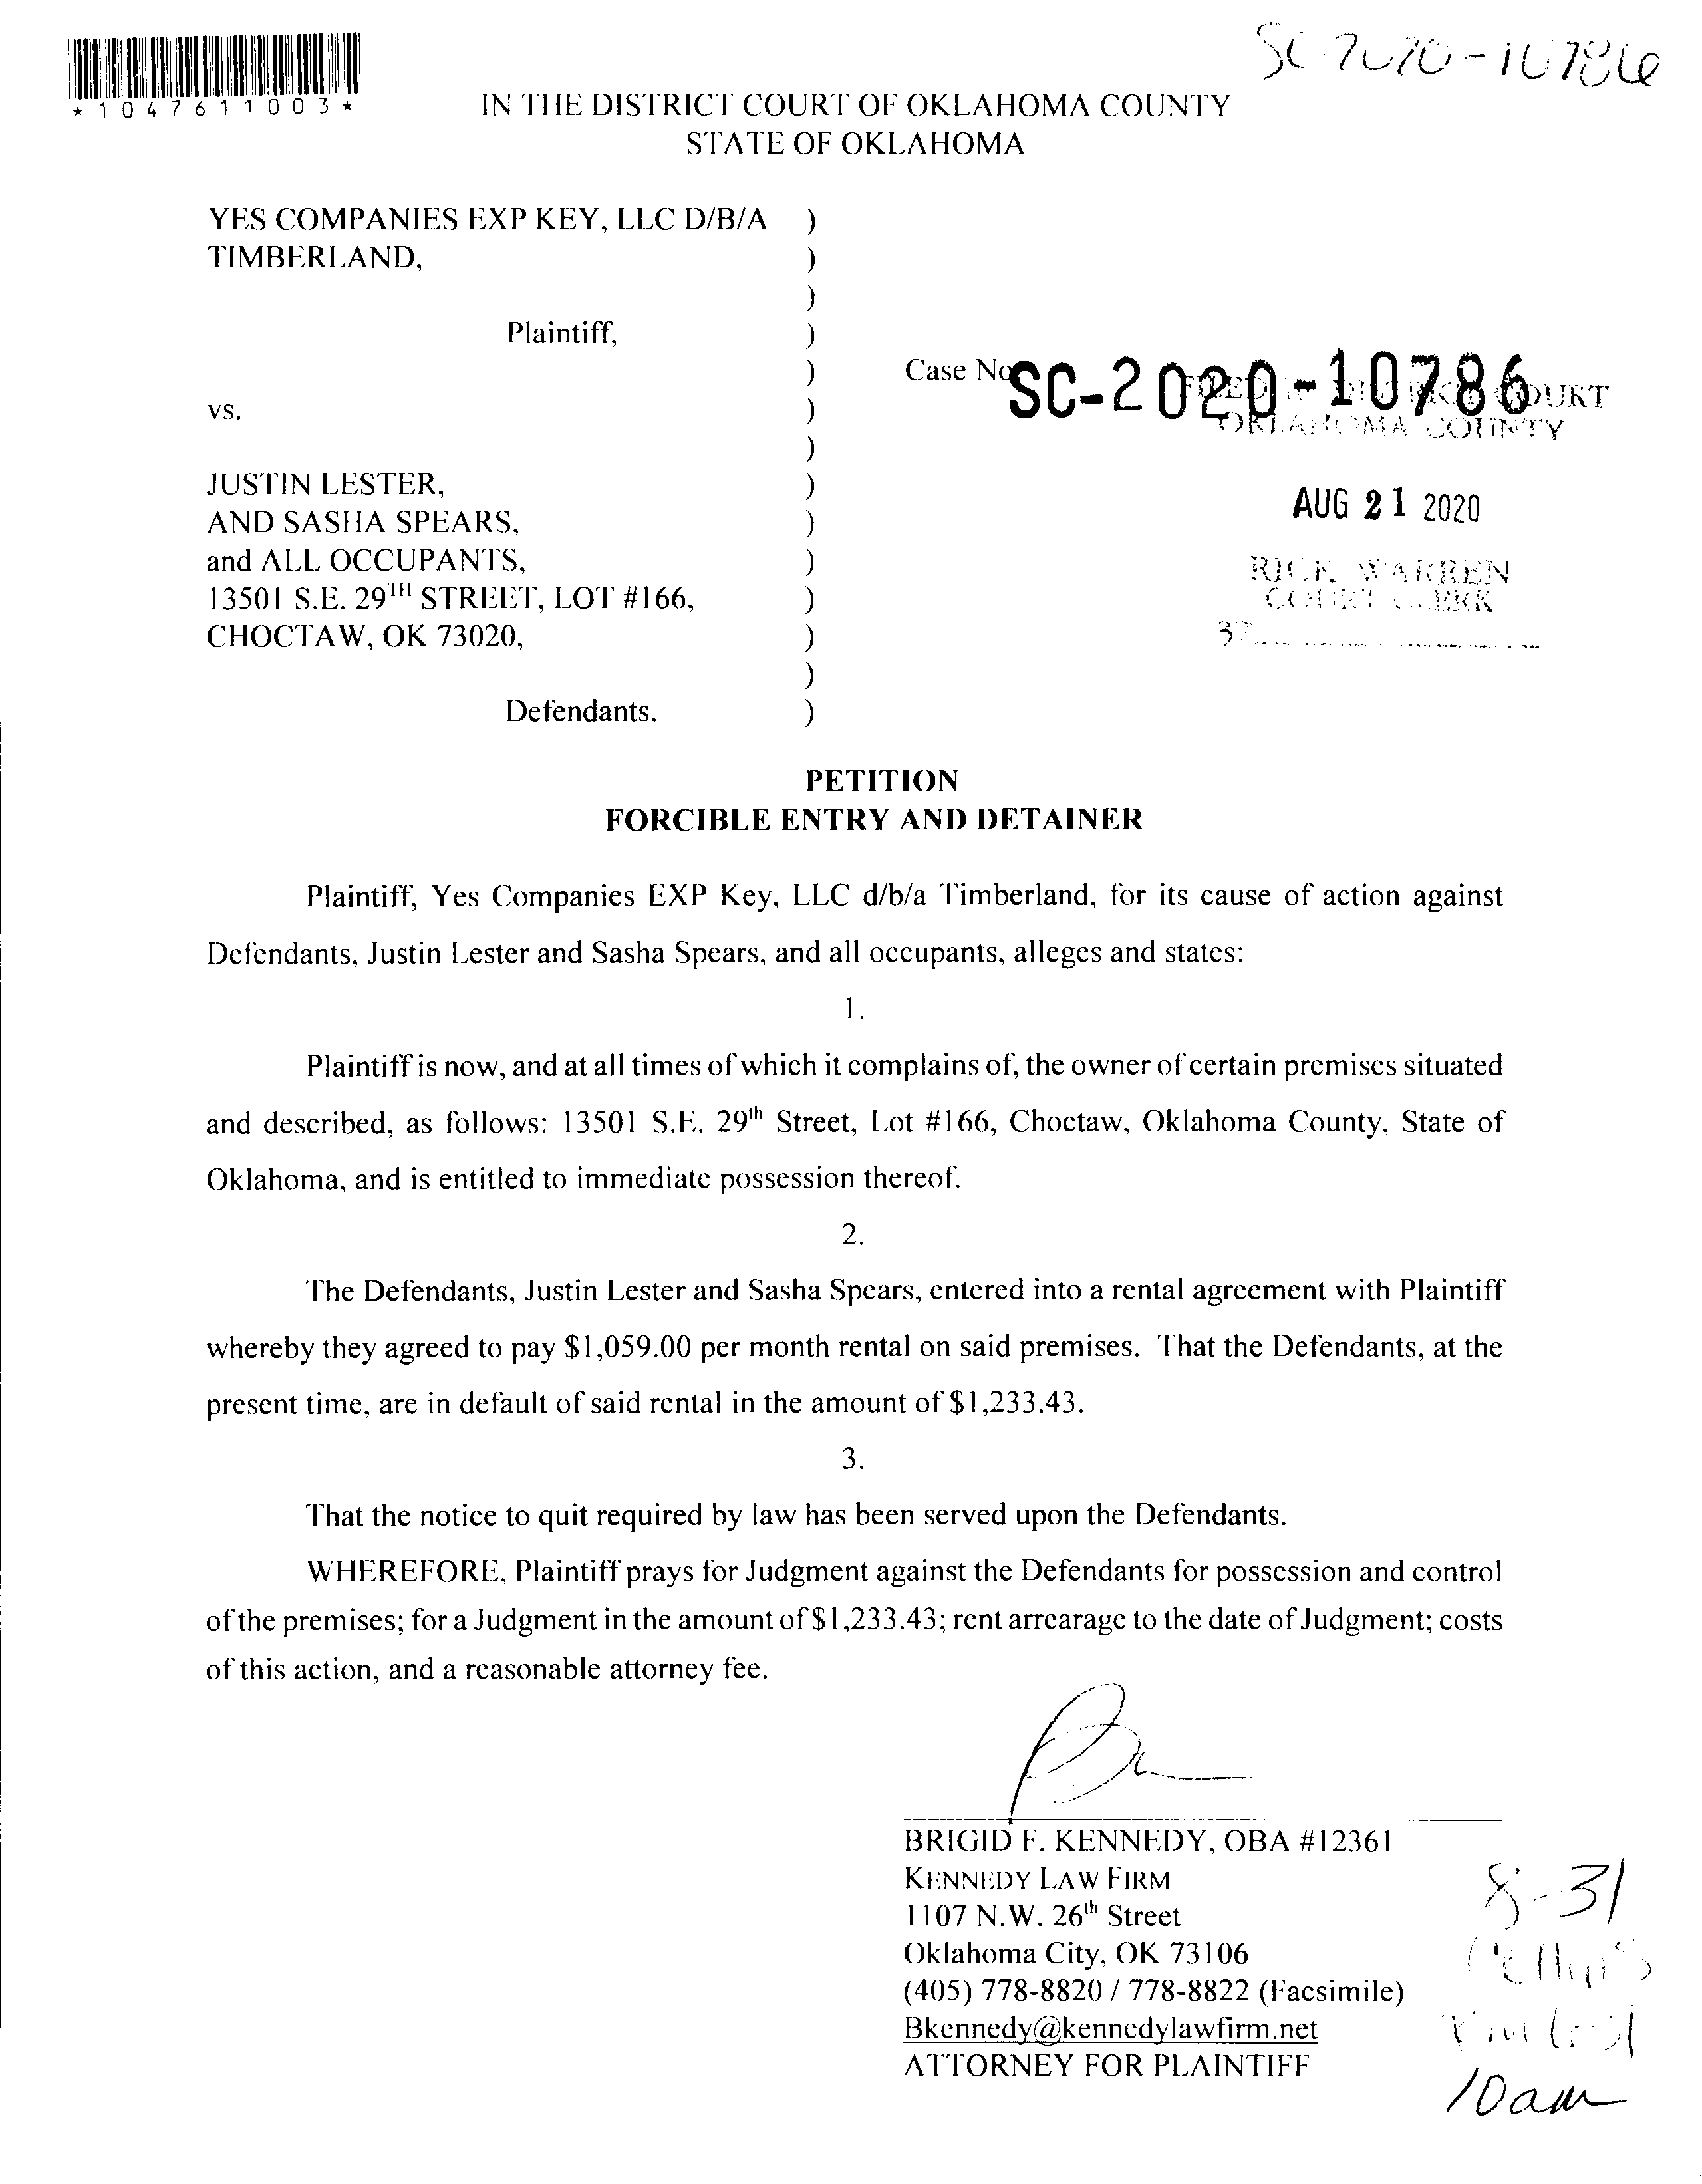 SC 2020-10786
*1047611003*
IN THE DISTRICT COURT OF OKLAHOMA COUNTY
STATE OF OKLAHOMA
YES COMPANIES EXP KEY, LLC D/B/A )
TIMBERLAND, )
)
Plaintiff, )
) Case No SC-2020-10786
FILED IN DISTRICT COURT
vs. )
OKLAHOMA COUNTY
)
JUSTIN LESTER, )
AUG 21 2020
AND SASHA SPEARS, )
and ALL OCCUPANTS, )
RICK WARREN
13501 S.E. 29TH STREET, LOT #166, )
COURT CLERK
CHOCTAW, OK 73020, )
37
)
Defendants. )
PETITION
FORCIBLE ENTRY AND DETAINER
Plaintiff, Yes Companies EXP Key, LLC d/b/a Timberland, for its cause of action against
Defendants, Justin Lester and Sasha Spears, and all occupants, alleges and states:
1.
Plaintiff is now, and at all times of which it complains of, the owner of certain premises situated
and described, as follows: 13501 S.E. 29th Street, Lot #166, Choctaw, Oklahoma County, State of
Oklahoma, and is entitled to immediate possession thereof.
2.
The Defendants, Justin Lester and Sasha Spears, entered into a rental agreement with Plaintiff
whereby they agreed to pay $1,059.00 per month rental on said premises. That the Defendants, at the
present time, are in default of said rental in the amount of $1,233.43.
3.
That the notice to quit required by law has been served upon the Defendants.
WHEREFORE, Plaintiff prays for Judgment against the Defendants for possession and control
of the premises; for a Judgment in the amount of $1,233.43; rent arrearage to the date of Judgment; costs
of this action, and a reasonable attorney fee.
BRIGID F. KENNEDY, OBA #12361
KENNEDY LAW FIRM
1107 N.W. 26th Street
Oklahoma City, OK 73106
(405) 778-8820 / 778-8822 (Facsimile)
Bkennedy@kennedylawfirm.net
ATTORNEY FOR PLAINTIFF
8-31
10am